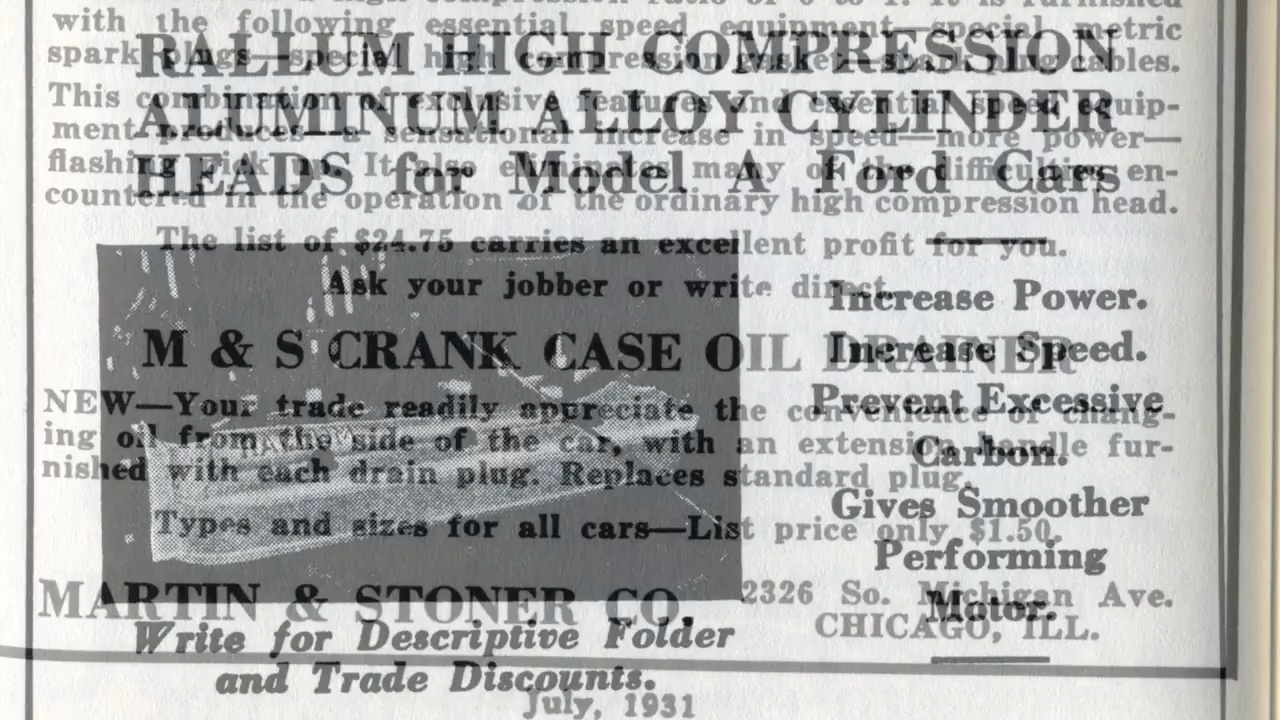 with the following essential speed equipment—special metric
spark plugs—special high compression gasket—spark plug cables.
RALLUM HIGH COMPRESSION
This combination of exclusive features and essential speed equip-
ALUMINUM ALLOY CYLINDER
ment produces—a sensational increase in speed—more power—
flashing pick up. It also eliminates many of the difficulties en-
HEADS for Model A Ford Cars
countered in the operation of the ordinary high compression head.
The list of $24.75 carries an excellent profit for you.
Ask your jobber or write direct.
Increase Power.
M & S CRANK CASE OIL DRAINER
Increase Speed.
NEW—Your trade readily appreciate the convenience of chang-
Prevent Excessive
ing oil from the side of the car, with an extension handle fur-
Carbon.
nished with each drain plug. Replaces standard plug.
Gives Smoother
Types and sizes for all cars—List price only $1.50.
Performing
MARTIN & STONER CO.
2326 So. Michigan Ave.
Motor.
CHICAGO, ILL.
Write for Descriptive Folder
and Trade Discounts.
July, 1931